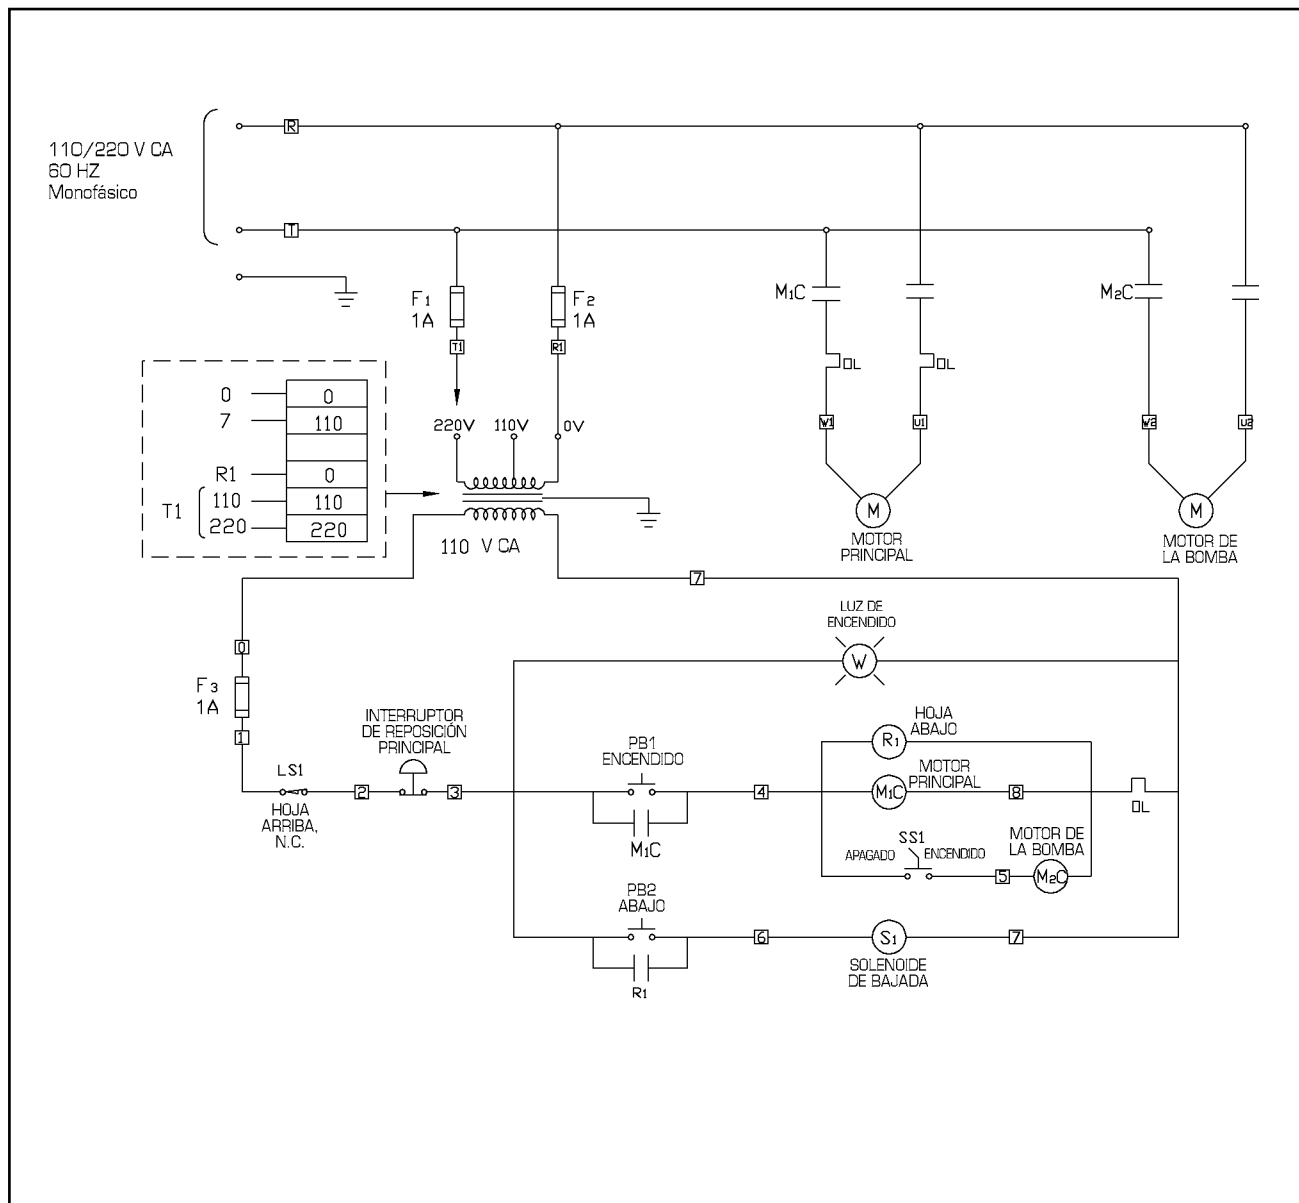 R
110/220 V CA
60 HZ
Monofásico
T
F1
1A
F2
1A
M1C
M2C
T1
R1
OL
OL
0
0
7
110
R1
0
T1
110
110
220
220
220V
110V
0V
W1
U1
W2
U2
M
M
110 V CA
MOTOR
PRINCIPAL
MOTOR DE
LA BOMBA
7
LUZ DE
ENCENDIDO
W
0
F3
1A
1
INTERRUPTOR
DE REPOSICIÓN
PRINCIPAL
LS1
HOJA
ARRIBA,
N.C.
2
3
PB1
ENCENDIDO
M1C
4
HOJA
ABAJO
R1
MOTOR
PRINCIPAL
M1C
8
OL
SS1
APAGADO
ENCENDIDO
5
MOTOR DE
LA BOMBA
M2C
PB2
ABAJO
R1
6
S1
7
SOLENOIDE
DE BAJADA